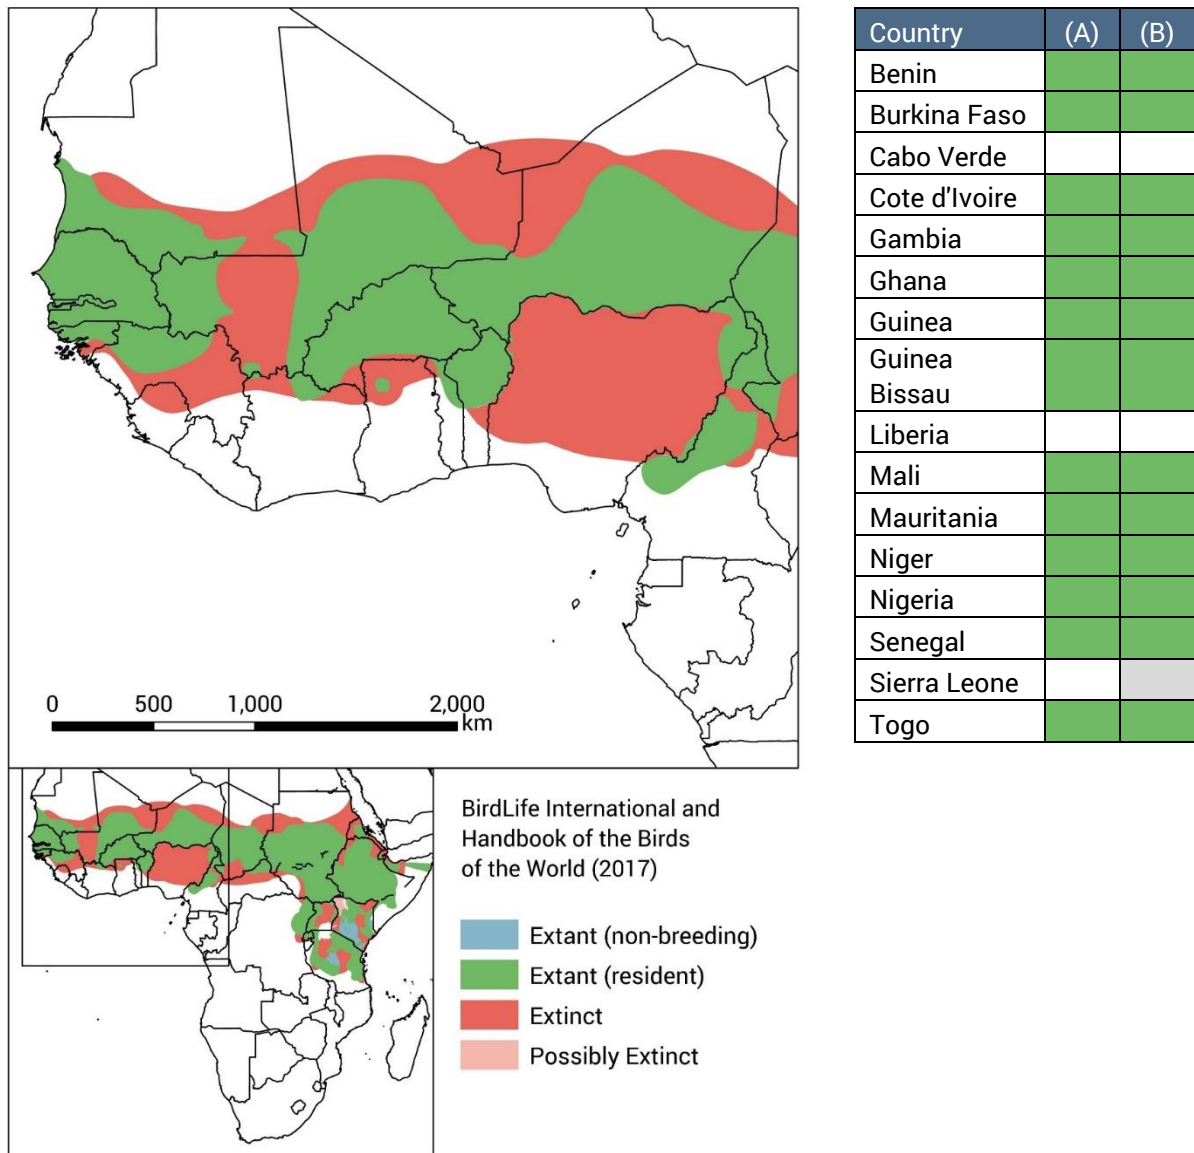 Country (A) (B)
Benin
Burkina Faso
Cabo Verde
Cote d'Ivoire
Gambia
Ghana
Guinea
Guinea
Bissau
Liberia
Mali
Mauritania
Niger
Nigeria
Senegal
Sierra Leone
Togo
0 500 1,000 2,000
km
BirdLife International and
Handbook of the Birds
of the World (2017)
Extant (non-breeding)
Extant (resident)
Extinct
Possibly Extinct